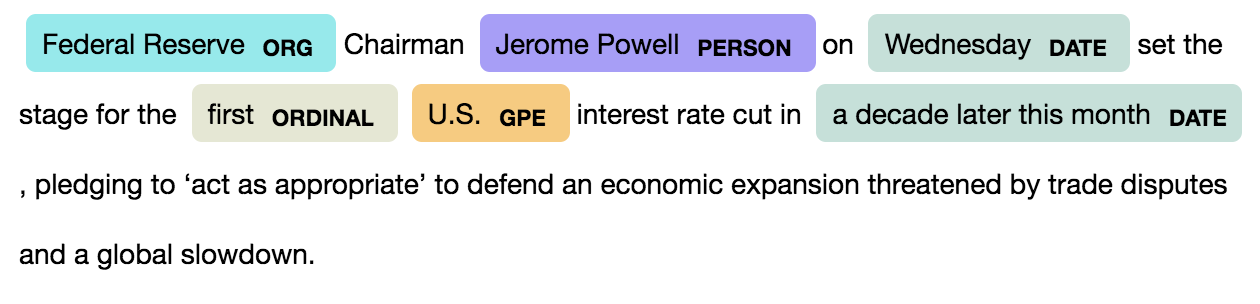 Federal Reserve ORG Chairman Jerome Powell PERSON on Wednesday DATE set the
stage for the first ORDINAL U.S. GPE interest rate cut in a decade later this month DATE
, pledging to ‘act as appropriate’ to defend an economic expansion threatened by trade disputes
and a global slowdown.